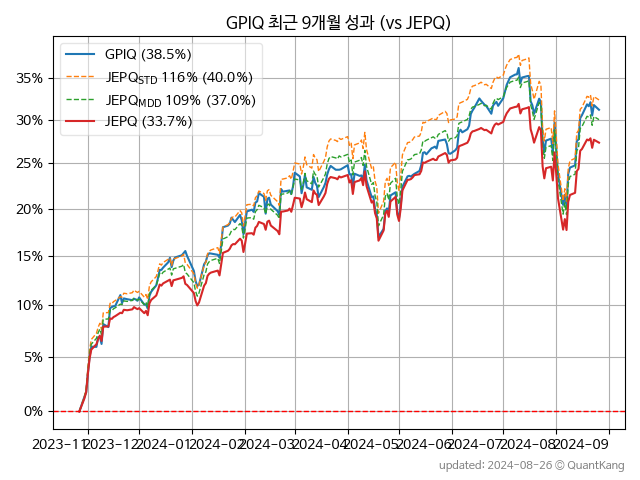 GPIQ 최근 9개월 성과 (vs JEPQ)
GPIQ (38.5%)
JEPQSTD 116% (40.0%)
JEPQMDD 109% (37.0%)
JEPQ (33.7%)
35%
30%
25%
20%
15%
10%
5%
0%
2023-11 2023-12 2024-01 2024-02 2024-03 2024-04 2024-05 2024-06 2024-07 2024-08 2024-09
updated: 2024-08-26 © QuantKang